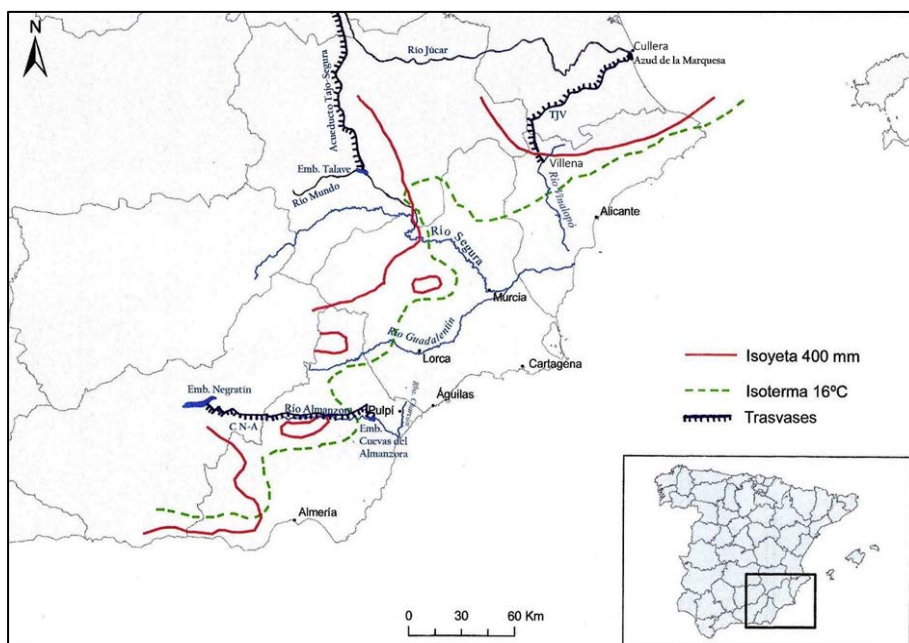 N
Río Júcar
Cullera
Azud de la Marquesa
Acueducto Tajo-Segura
TJV
Emb. Talave
Villena
Río Mundo
Río Vinalopó
Alicante
Río Segura
Murcia
Río Guadalentín
Lorca
Cartagena
Isoyeta 400 mm
Emb. Negratín
Águilas
Isoterma 16ºC
Río Almanzora
Pulpí
C N-A
Emb.
Cuevas del
Almanzora
Trasvases
Almería
0 30 60 Km